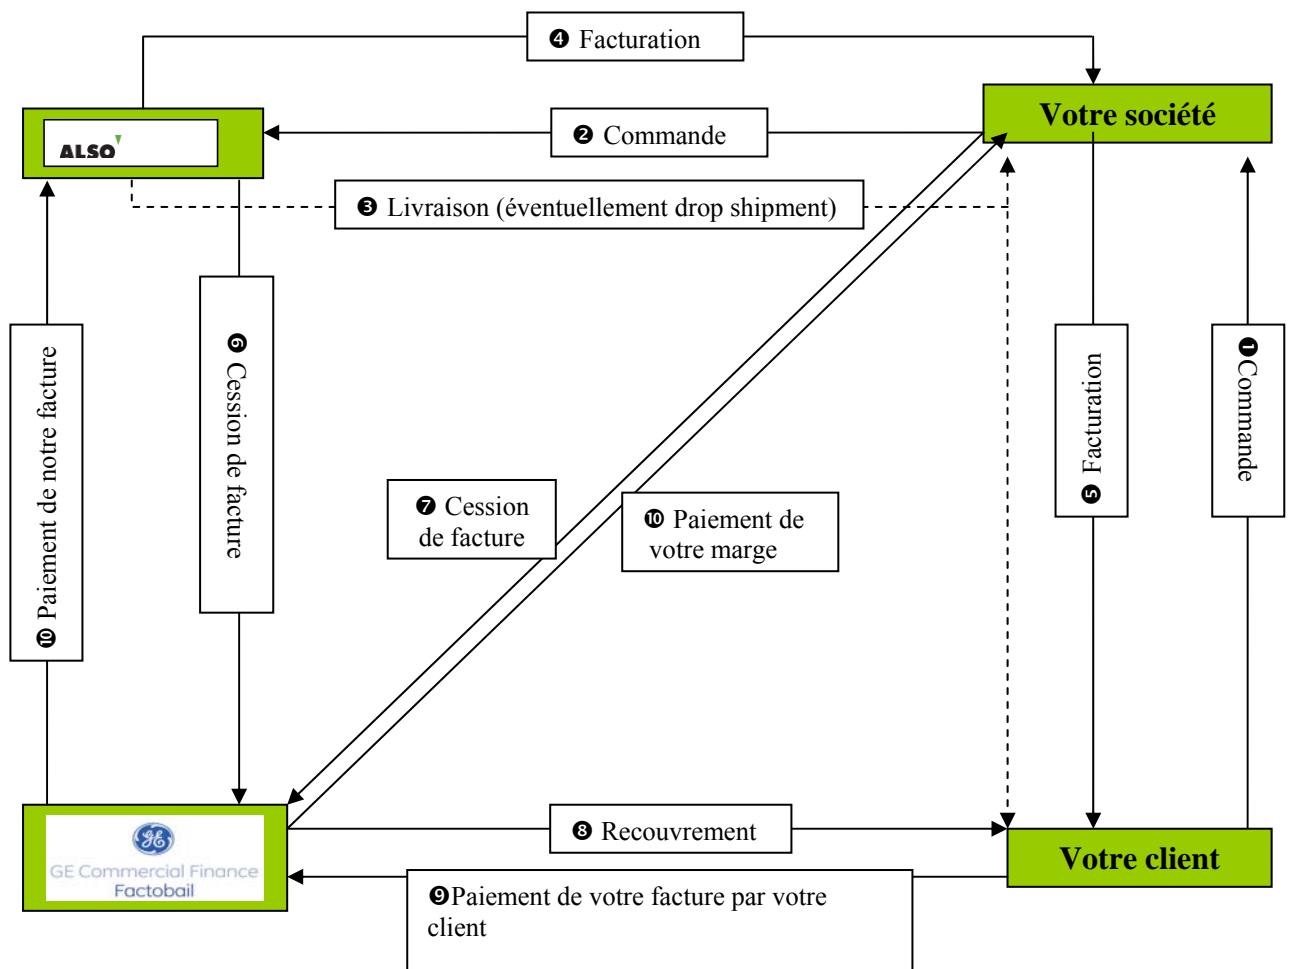 ❹ Facturation
Votre société
ALSO
❷ Commande
❸ Livraison (éventuellement drop shipment)
❿ Paiement de notre facture
❻ Cession de facture
❺ Facturation
❶Commande
❼ Cession
de facture
❿ Paiement de
votre marge
❽ Recouvrement
GE
GE Commercial Finance
Factobail
Votre client
❾Paiement de votre facture par votre
client